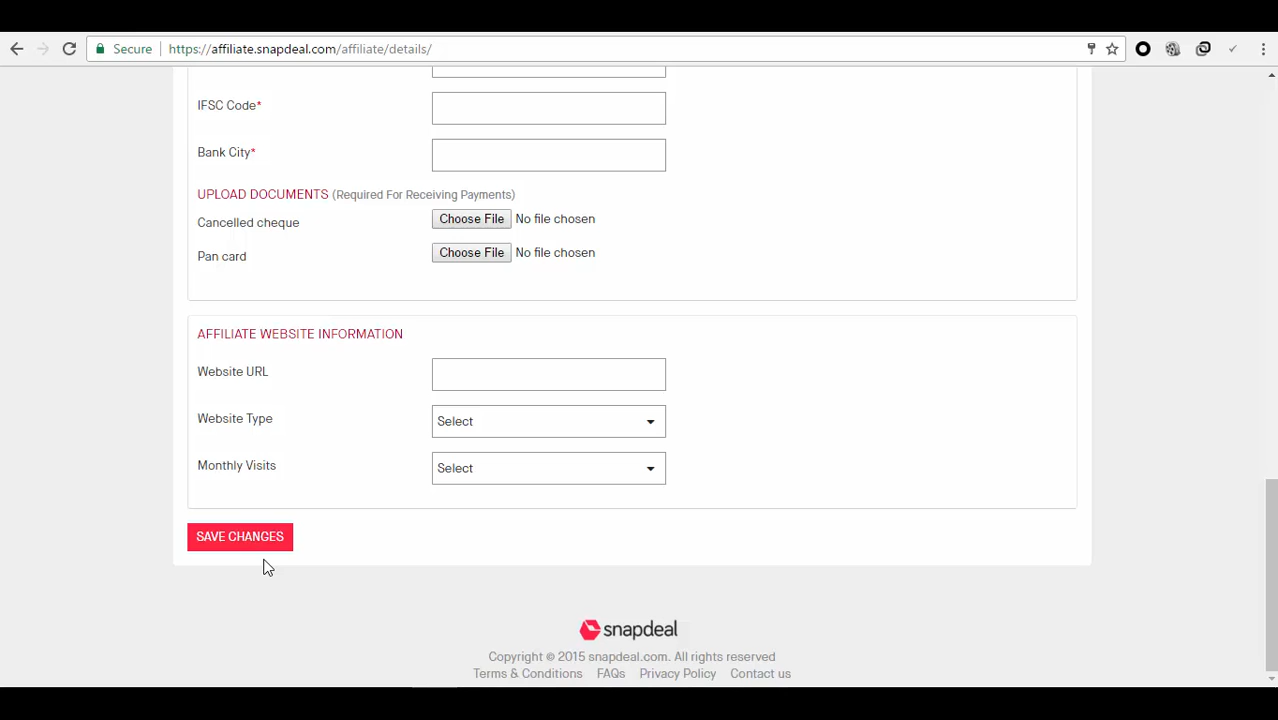 Secure https://affiliate.snapdeal.com/affiliate/details/
IFSC Code*
Bank City*
UPLOAD DOCUMENTS (Required For Receiving Payments)
Cancelled cheque Choose File No file chosen
Pan card Choose File No file chosen
AFFILIATE WEBSITE INFORMATION
Website URL
Website Type Select
Monthly Visits Select
SAVE CHANGES
snapdeal
Copyright © 2015 snapdeal.com. All rights reserved
Terms & Conditions FAQs Privacy Policy Contact us